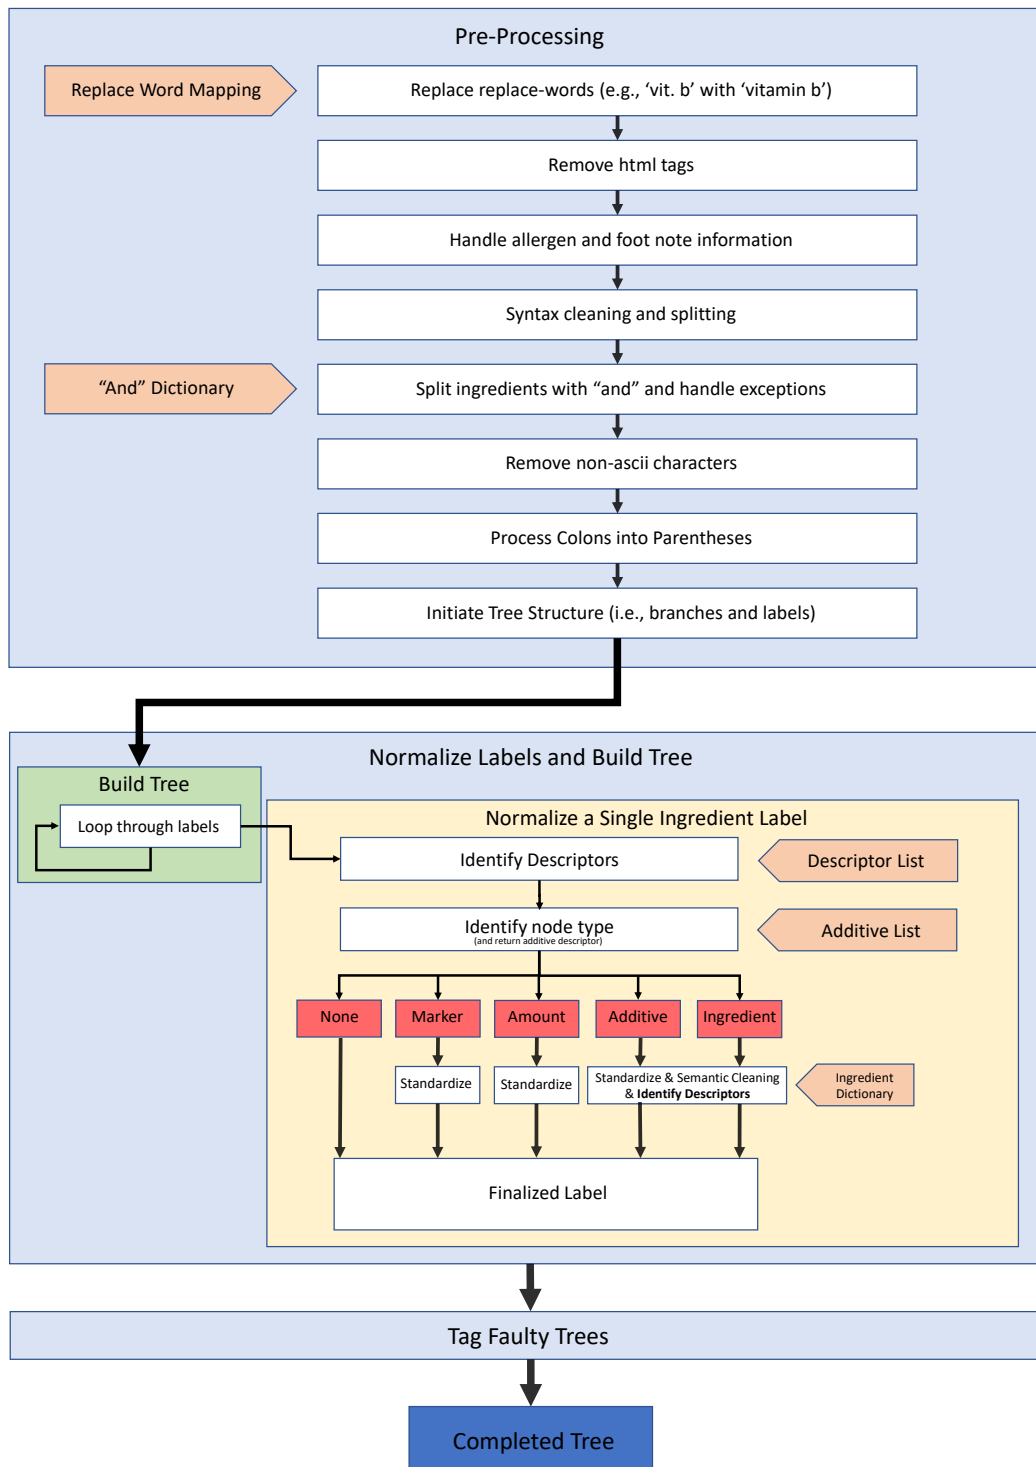 Pre-Processing
Replace Word Mapping
Replace replace-words (e.g., ‘vit. b’ with ‘vitamin b’)
Remove html tags
Handle allergen and foot note information
Syntax cleaning and splitting
“And” Dictionary
Split ingredients with “and” and handle exceptions
Remove non-ascii characters
Process Colons into Parentheses
Initiate Tree Structure (i.e., branches and labels)
Normalize Labels and Build Tree
Build Tree
Loop through labels
Normalize a Single Ingredient Label
Identify Descriptors
Descriptor List
Identify node type
(and return additive descriptor)
Additive List
None
Marker
Amount
Additive
Ingredient
Standardize
Standardize
Standardize & Semantic Cleaning
& Identify Descriptors
Ingredient
Dictionary
Finalized Label
Tag Faulty Trees
Completed Tree